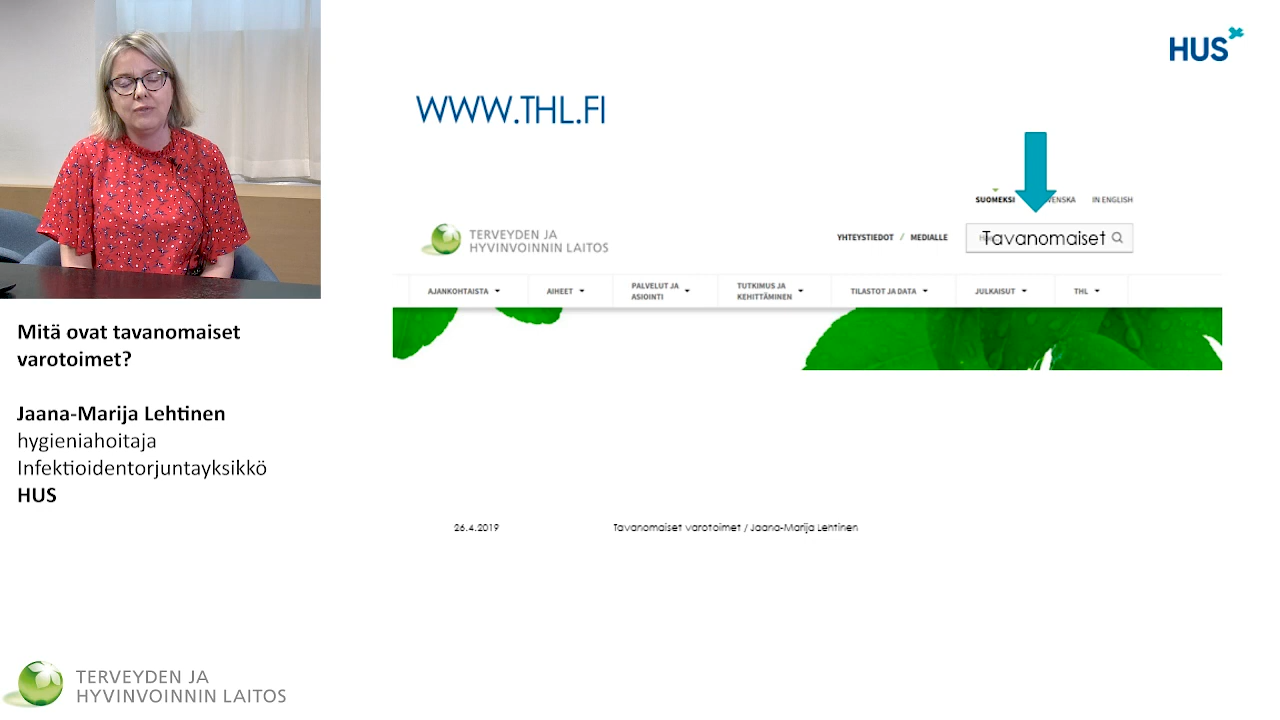 HUS
WWW.THL.FI
SUOMEKSI
VENSKA
IN ENGLISH
TERVEYDEN JA
HYVINVOINNIN LAITOS
YHTEYSTIEDOT / MEDIALLE
Tavanomaiset
AJANKOHTAISTA
AIHEET
PALVELUT JA
ASIOINTI
TUTKIMUS JA
KEHITTÄMINEN
TILASTOT JA DATA
JULKAISUT
THL
Mitä ovat tavanomaiset
varotoimet?
Jaana-Marija Lehtinen
hygieniahoitaja
Infektioidentorjuntayksikkö
HUS
26.4.2019
Tavanomaiset varotoimet / Jaana-Marija Lehtinen
TERVEYDEN JA
HYVINVOINNIN LAITOS